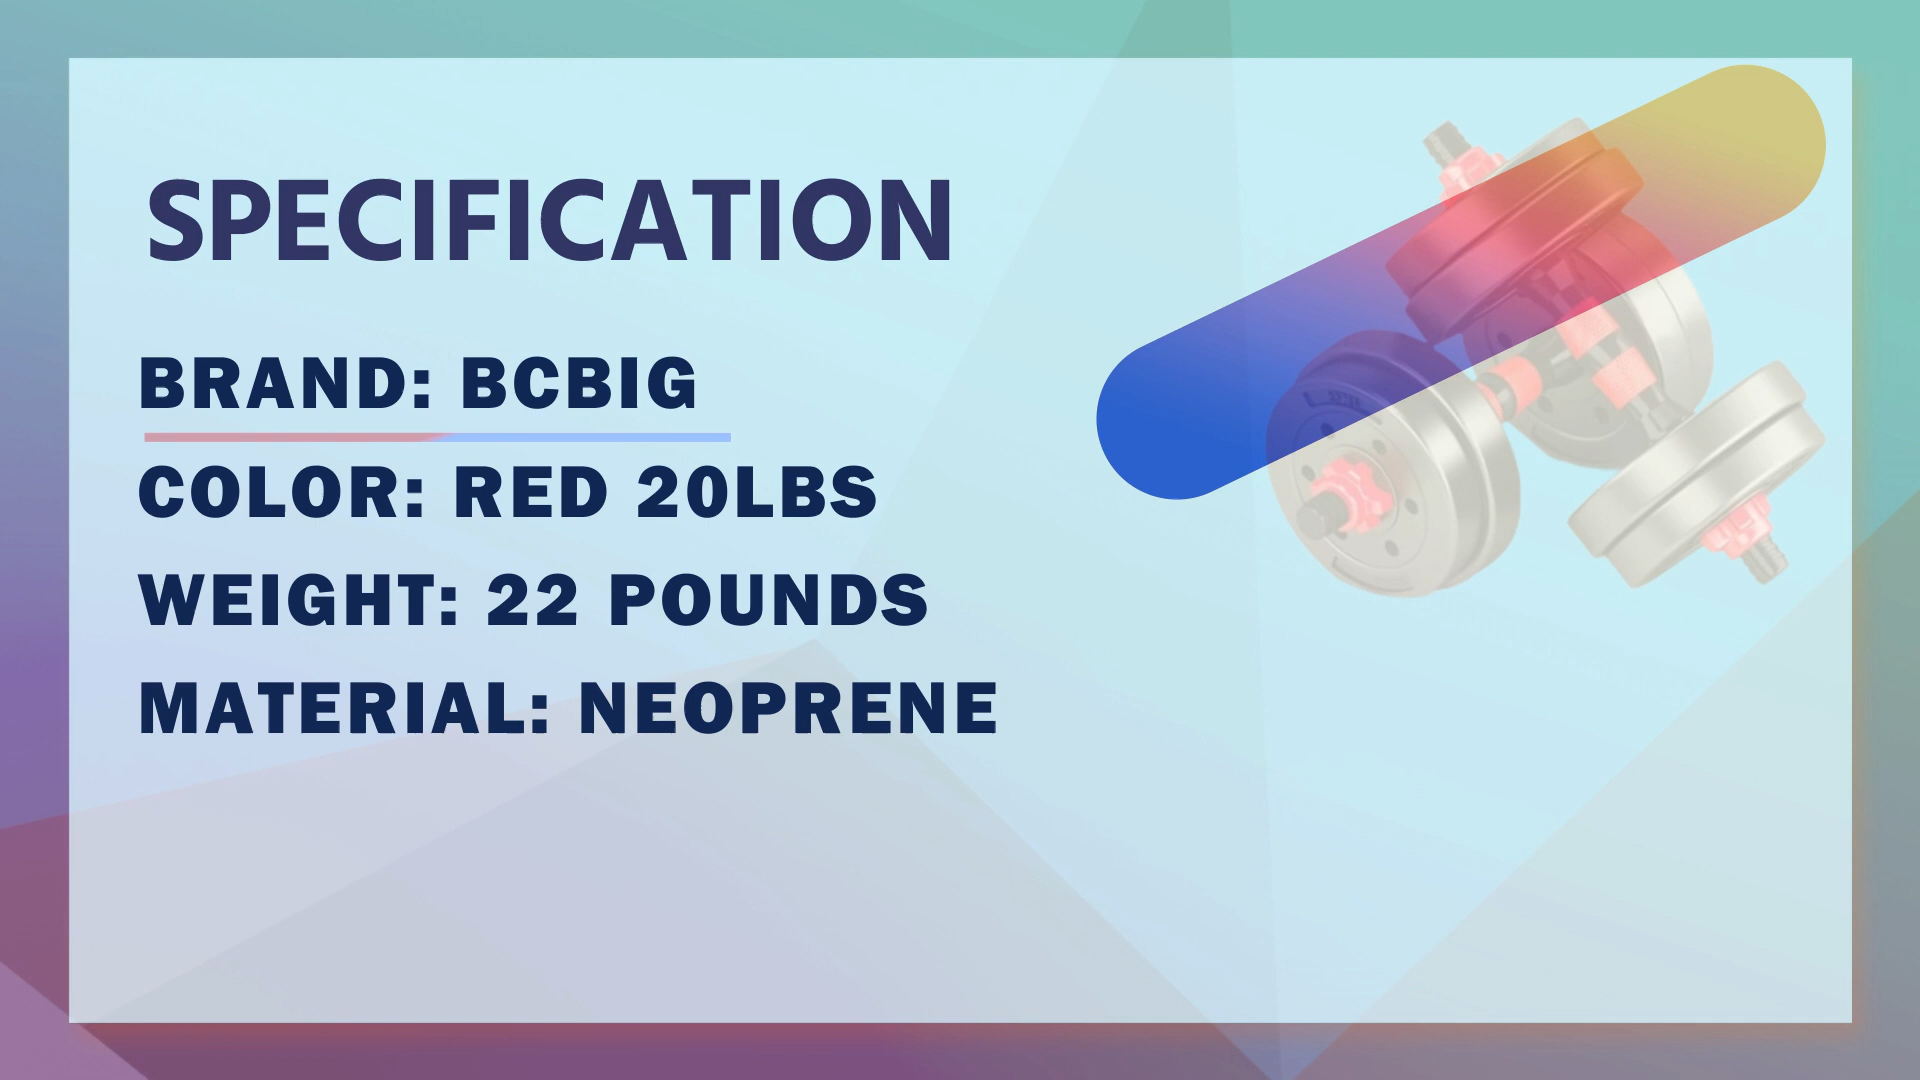 SPECIFICATION
BRAND: BCBIG
COLOR: RED 20LBS
WEIGHT: 22 POUNDS
MATERIAL: NEOPRENE